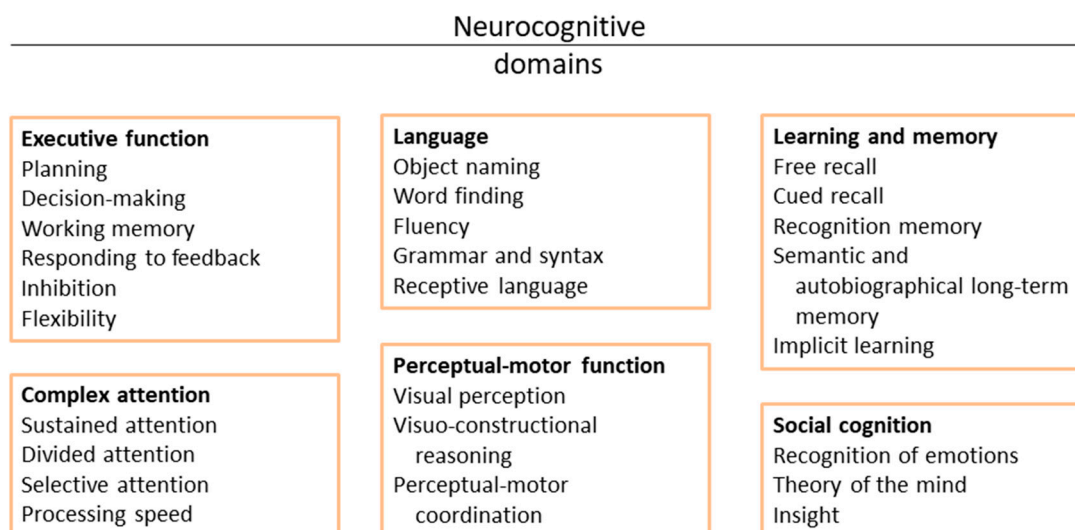 Neurocognitive
domains
Executive function
Planning
Decision-making
Working memory
Responding to feedback
Inhibition
Flexibility
Complex attention
Sustained attention
Divided attention
Selective attention
Processing speed
Language
Object naming
Word finding
Fluency
Grammar and syntax
Receptive language
Perceptual-motor function
Visual perception
Visuo-constructional
reasoning
Perceptual-motor
coordination
Learning and memory
Free recall
Cued recall
Recognition memory
Semantic and
autobiographical long-term
memory
Implicit learning
Social cognition
Recognition of emotions
Theory of the mind
Insight